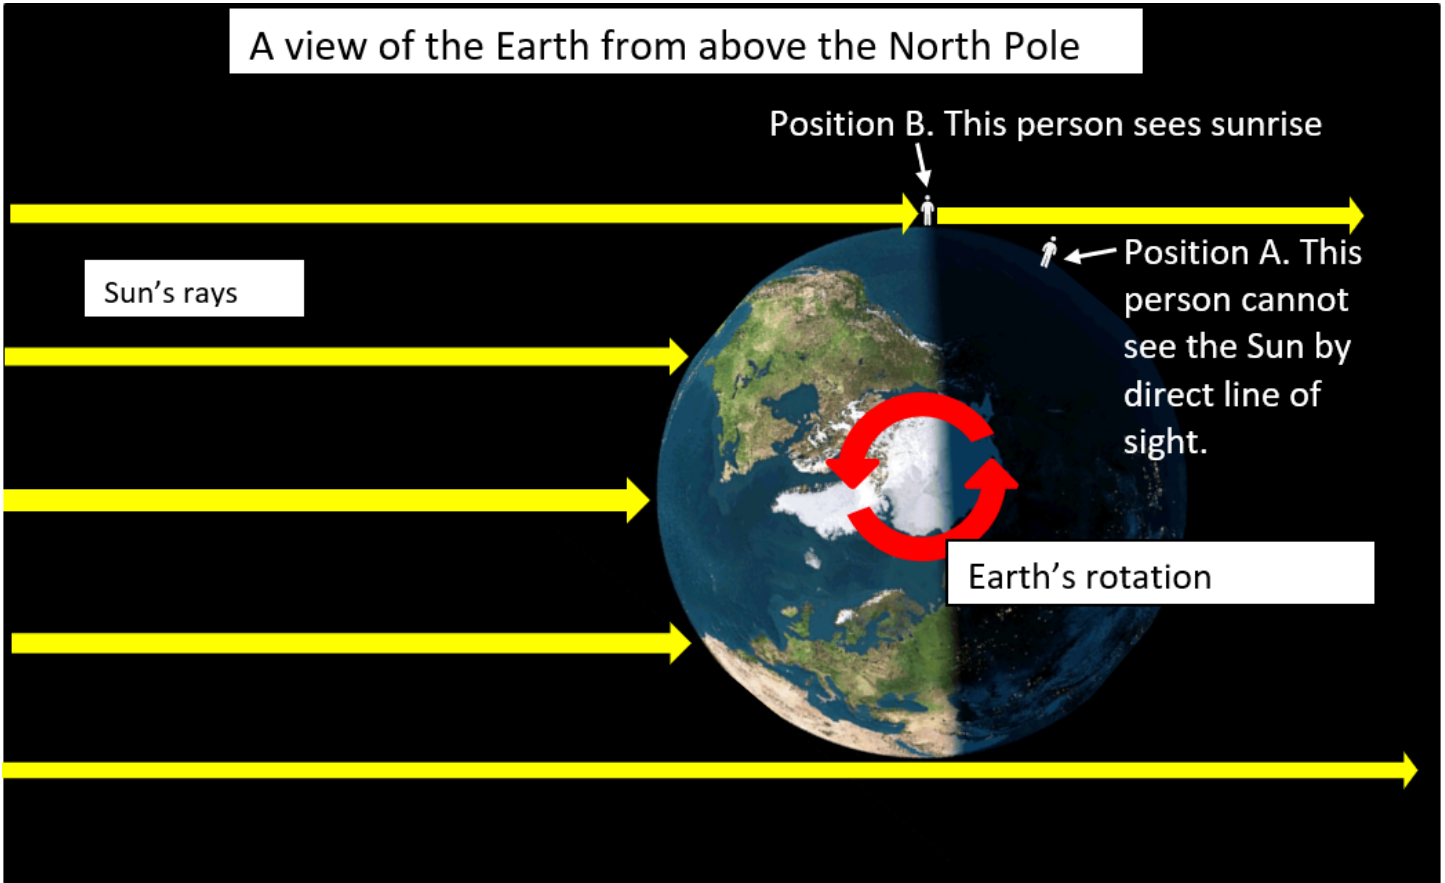 A view of the Earth from above the North Pole
Position B. This person sees sunrise
Position A. This
person cannot
see the Sun by
direct line of
sight.
Sun’s rays
Earth’s rotation